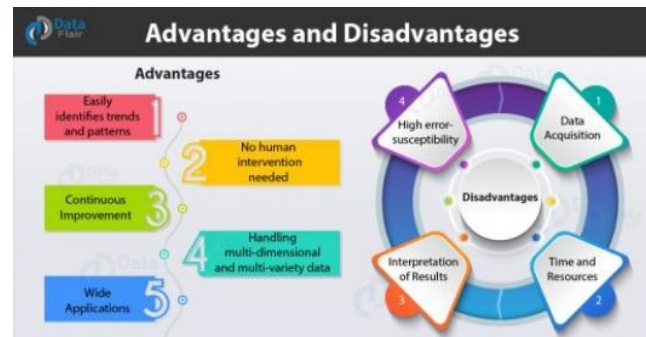 Data
Flair
Advantages and Disadvantages
Advantages
Easily
identifies trends
and patterns
1
2
No human
intervention
needed
Continuous
Improvement
3
4
Handling
multi-dimensional
and multi-variety data
Wide
Applications
5
4
High error-
susceptibility
1
Data
Acquisition
Disadvantages
Interpretation
of Results
3
Time and
Resources
2